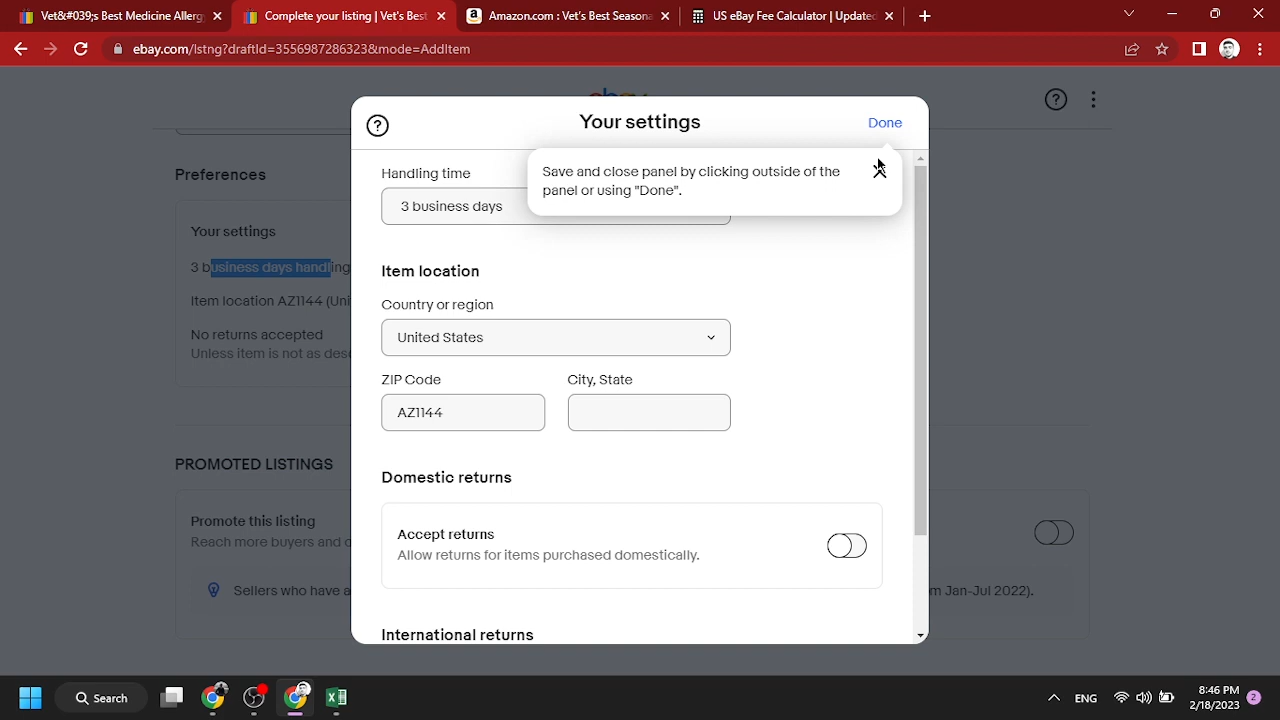 Vet&#039;s Best Medicine Allerg
Complete your listing | Vet's Best
Amazon.com : Vet's Best Seasona
US eBay Fee Calculator | Updated
ebay.com/lstng?draftId=3556987286323&mode=AddItem
Your settings
Done
Save and close panel by clicking outside of the
panel or using "Done".
Handling time
3 business days
Item location
Country or region
United States
ZIP Code
City, State
AZ1144
Domestic returns
Accept returns
Allow returns for items purchased domestically.
International returns
Preferences
Your settings
3 business days handling
Item location AZ1144 (Uni
No returns accepted
Unless item is not as desc
PROMOTED LISTINGS
Promote this listing
Reach more buyers and
Sellers who have a
m Jan-Jul 2022).
Search
ENG
8:46 PM
2/18/2023
2